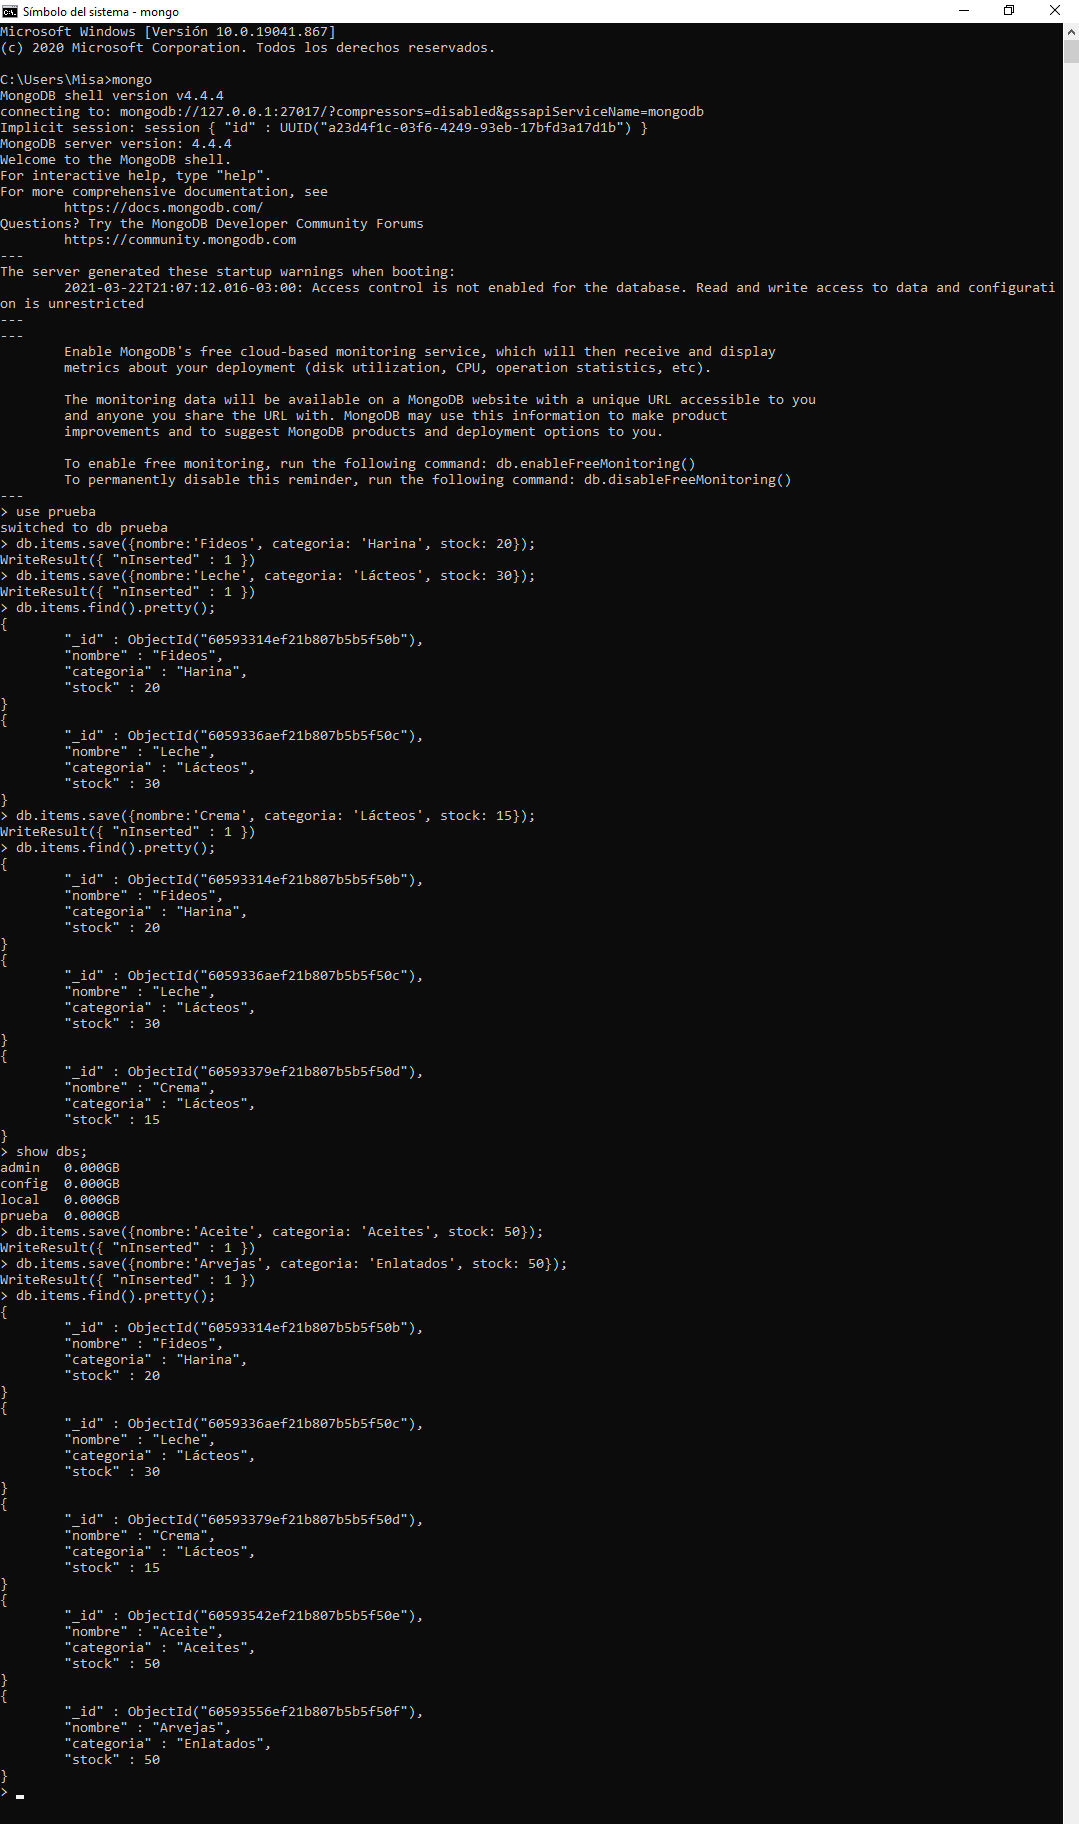 Símbolo del sistema - mongo
Microsoft Windows [Versión 10.0.19041.867]
(c) 2020 Microsoft Corporation. Todos los derechos reservados.
C:\Users\Misa>mongo
MongoDB shell version v4.4.4
connecting to: mongodb://127.0.0.1:27017/?compressors=disabled&gssapiServiceName=mongodb
Implicit session: session { "id" : UUID("a23d4f1c-03f6-4249-93eb-17bfd3a17d1b") }
MongoDB server version: 4.4.4
Welcome to the MongoDB shell.
For interactive help, type "help".
For more comprehensive documentation, see
https://docs.mongodb.com/
Questions? Try the MongoDB Developer Community Forums
https://community.mongodb.com
---
The server generated these startup warnings when booting:
2021-03-22T21:07:12.016-03:00: Access control is not enabled for the database. Read and write access to data and configurati
on is unrestricted
---
---
Enable MongoDB's free cloud-based monitoring service, which will then receive and display
metrics about your deployment (disk utilization, CPU, operation statistics, etc).
The monitoring data will be available on a MongoDB website with a unique URL accessible to you
and anyone you share the URL with. MongoDB may use this information to make product
improvements and to suggest MongoDB products and deployment options to you.
To enable free monitoring, run the following command: db.enableFreeMonitoring()
To permanently disable this reminder, run the following command: db.disableFreeMonitoring()
---
> use prueba
switched to db prueba
> db.items.save({nombre:'Fideos', categoria: 'Harina', stock: 20});
WriteResult({ "nInserted" : 1 })
> db.items.save({nombre:'Leche', categoria: 'Lácteos', stock: 30});
WriteResult({ "nInserted" : 1 })
> db.items.find().pretty();
{
"_id" : ObjectId("60593314ef21b807b5b5f50b"),
"nombre" : "Fideos",
"categoria" : "Harina",
"stock" : 20
}
{
"_id" : ObjectId("6059336aef21b807b5b5f50c"),
"nombre" : "Leche",
"categoria" : "Lácteos",
"stock" : 30
}
> db.items.save({nombre:'Crema', categoria: 'Lácteos', stock: 15});
WriteResult({ "nInserted" : 1 })
> db.items.find().pretty();
{
"_id" : ObjectId("60593314ef21b807b5b5f50b"),
"nombre" : "Fideos",
"categoria" : "Harina",
"stock" : 20
}
{
"_id" : ObjectId("6059336aef21b807b5b5f50c"),
"nombre" : "Leche",
"categoria" : "Lácteos",
"stock" : 30
}
{
"_id" : ObjectId("60593379ef21b807b5b5f50d"),
"nombre" : "Crema",
"categoria" : "Lácteos",
"stock" : 15
}
> show dbs;
admin 0.000GB
config 0.000GB
local 0.000GB
prueba 0.000GB
> db.items.save({nombre:'Aceite', categoria: 'Aceites', stock: 50});
WriteResult({ "nInserted" : 1 })
> db.items.save({nombre:'Arvejas', categoria: 'Enlatados', stock: 50});
WriteResult({ "nInserted" : 1 })
> db.items.find().pretty();
{
"_id" : ObjectId("60593314ef21b807b5b5f50b"),
"nombre" : "Fideos",
"categoria" : "Harina",
"stock" : 20
}
{
"_id" : ObjectId("6059336aef21b807b5b5f50c"),
"nombre" : "Leche",
"categoria" : "Lácteos",
"stock" : 30
}
{
"_id" : ObjectId("60593379ef21b807b5b5f50d"),
"nombre" : "Crema",
"categoria" : "Lácteos",
"stock" : 15
}
{
"_id" : ObjectId("60593542ef21b807b5b5f50e"),
"nombre" : "Aceite",
"categoria" : "Aceites",
"stock" : 50
}
{
"_id" : ObjectId("60593556ef21b807b5b5f50f"),
"nombre" : "Arvejas",
"categoria" : "Enlatados",
"stock" : 50
}
>